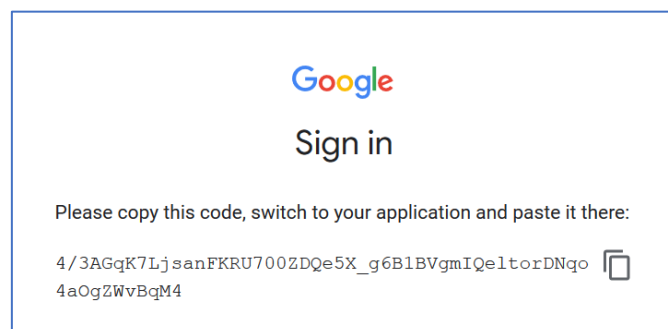 Google
Sign in
Please copy this code, switch to your application and paste it there:
4/3AGqK7LjsanFKRU700ZDQe5X_g6B1BVgmIQeltorDNqo
4aOgZWvBqM4